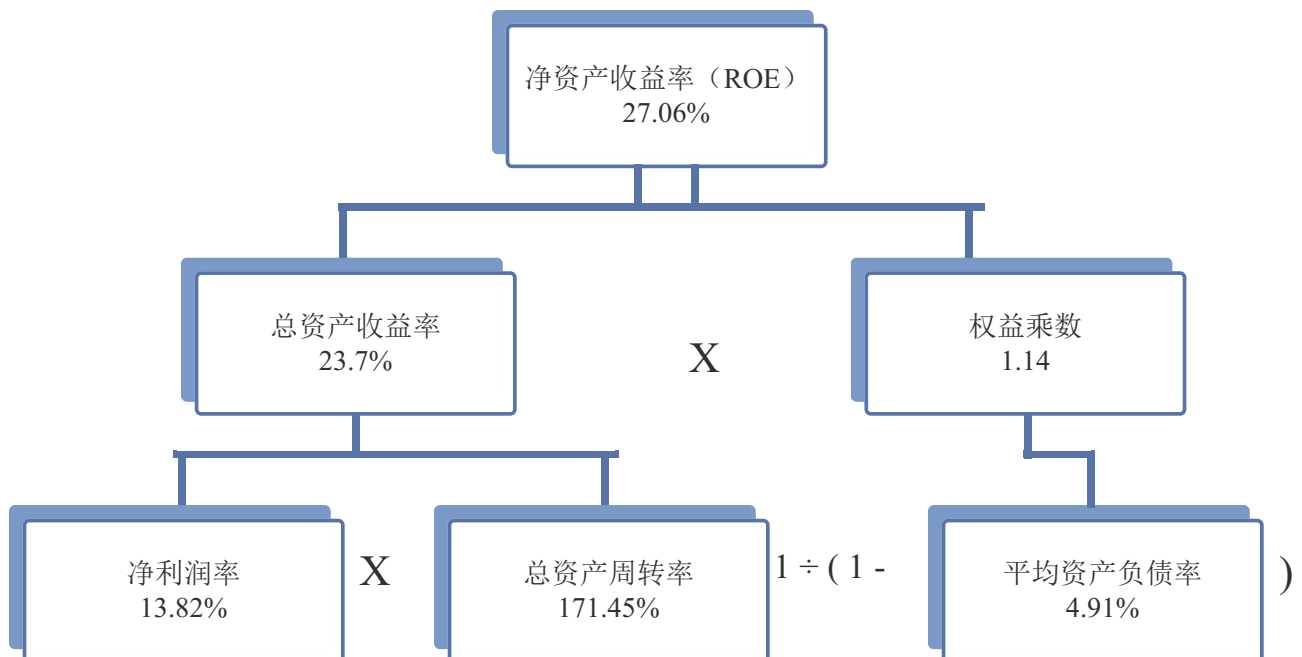 净资产收益率（ROE）
27.06%
总资产收益率
23.7%
X
权益乘数
1.14
净利润率
13.82%
X
总资产周转率
171.45%
1 ÷ ( 1 -
平均资产负债率
4.91%
)